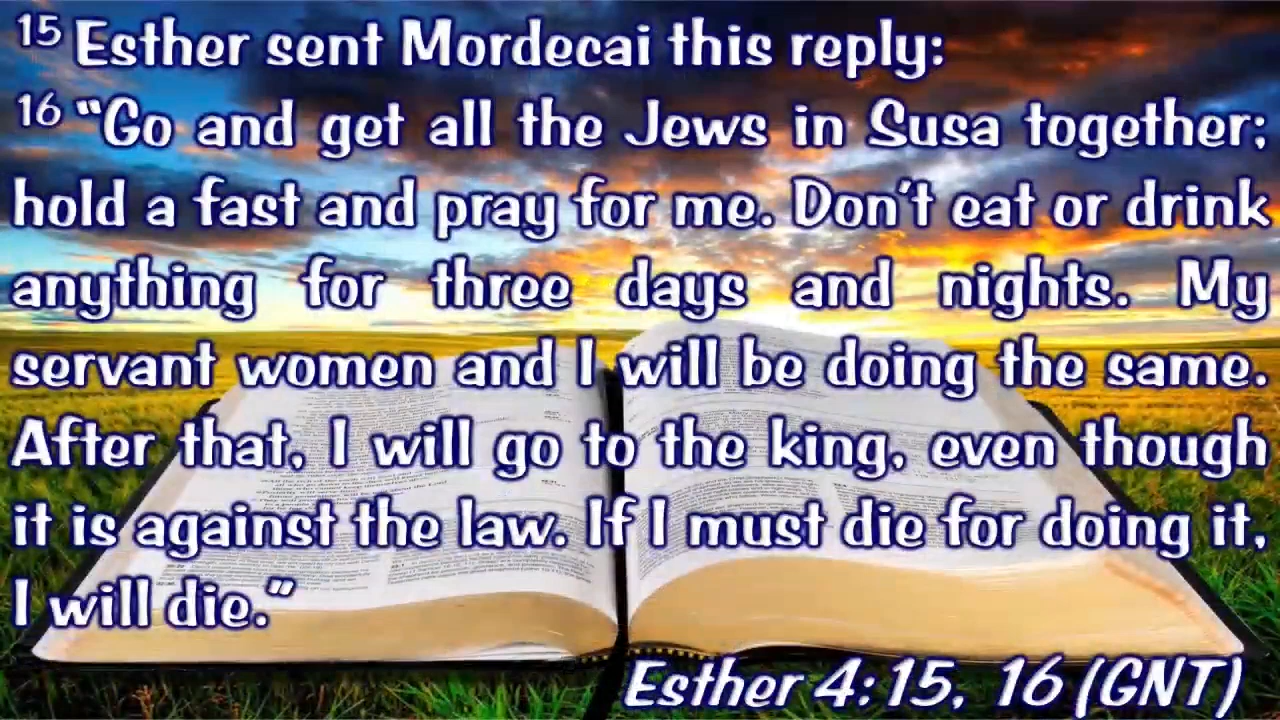 15 Esther sent Mordecai this reply:
16 “Go and get all the Jews in Susa together;
hold a fast and pray for me. Don’t eat or drink
anything for three days and nights. My
servant women and I will be doing the same.
After that, I will go to the king, even though
it is against the law. If I must die for doing it,
I will die.”
Esther 4:15, 16 (GNT)